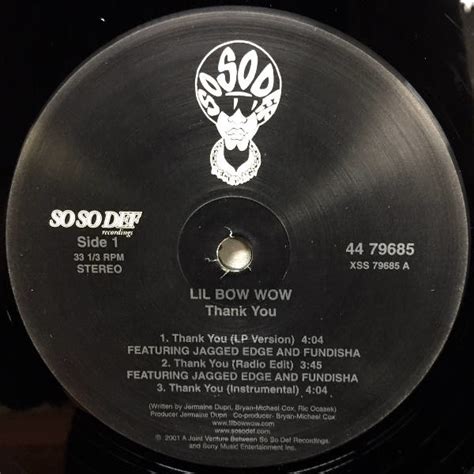 SO SO DEF
SO SO DEF
recordings
Side 1
33 1/3 RPM
STEREO
44 79685
XSS 79685 A
LIL BOW WOW
Thank You
1. Thank You (LP Version) 4:04
FEATURING JAGGED EDGE AND FUNDISHA
2. Thank You (Radio Edit) 3:45
FEATURING JAGGED EDGE AND FUNDISHA
3. Thank You (Instrumental) 4:04
(Written by Jermaine Dupri, Bryan-Michael Cox, Ric Ocasek)
Producer Jermaine Dupri Co-producer- Bryan-Michael Cox
www.lilbowwow.com
www.sosodef.com
© 2001 A Joint Venture Between So So Def Recordings
and Sony Music Entertainment Inc.